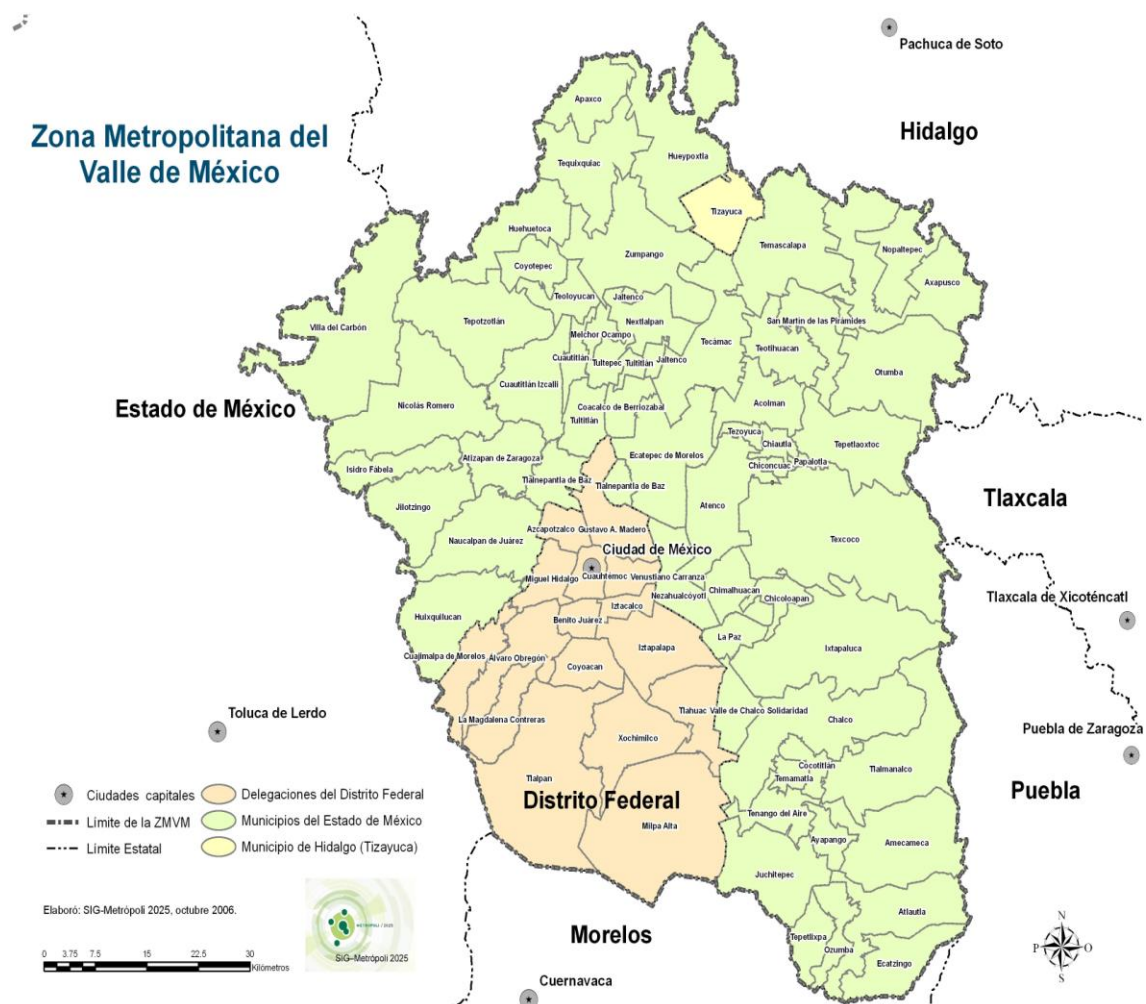 Zona Metropolitana del
Valle de México
Pachuca de Soto
Hidalgo
Apaxco
Hueypoxtla
Tequixquiac
Tizayuca
Huehuetoca
Zumpango
Temascalapa
Nopaltepec
Axapusco
Coyotepec
Teoloyucan
Jaltenco
Villa del Carbón
Tepotzotlán
Nextlalpan
San Martín de las Pirámides
Melchor Ocampo
Tecámac
Teotihuacan
Cuautitlán
Tultepec
Tultitlán
Jaltenco
Otumba
Cuautitlán Izcalli
Estado de México
Nicolás Romero
Coacalco de Berriozabal
Acolman
Tultitlán
Tezoyuca
Chiautla
Tepetlaoxtoc
Atizapan de Zaragoza
Ecatepec de Morelos
Chiconcuac
Papalotla
Isidro Fábela
Tlalnepantla de Baz
Tlalnepantla de Baz
Tlaxcala
Jilotzingo
Atenco
Azcapotzalco
Gustavo A. Madero
Naucalpan de Juárez
Texcoco
Ciudad de México
Miguel Hidalgo
Cuauhtémoc
Venustiano Carranza
Nezahualcóyotl
Chimalhuacan
Chicoloapan
Tlaxcala de Xicoténcatl
Huixquilucan
Iztacalco
Benito Juárez
La Paz
Iztapalapa
Ixtapaluca
Cuajimalpa de Morelos
Alvaro Obregón
Coyoacan
Toluca de Lerdo
Tlahuac
Valle de Chalco Solidaridad
La Magdalena Contreras
Chalco
Puebla de Zaragoza
Xochimilco
Cocotitlán
Tlalmanalco
Temamatla
Tlalpan
Distrito Federal
Puebla
Milpa Alta
Tenango del Aire
Ayapango
Amecameca
Juchitepec
Atlautla
Tepetlixpa
Ozumba
Ecatzingo
Morelos
Cuernavaca
Ciudades capitales
Delegaciones del Distrito Federal
Límite de la ZMVM
Municipios del Estado de México
Límite Estatal
Municipio de Hidalgo (Tizayuca)
Elaboró: SIG-Metrópoli 2025, octubre 2006.
0 3.75 7.5 15 22.5 30
Kilómetros
SIG-Metrópoli 2025
N
P
O
S